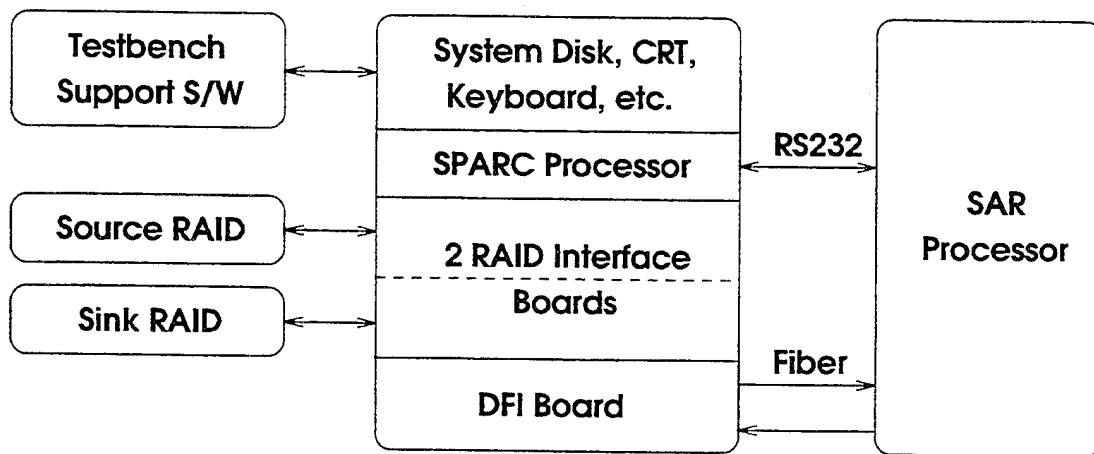 Testbench
Support S/W
System Disk, CRT,
Keyboard, etc.
SPARC Processor
RS232
SAR
Processor
Source RAID
2 RAID Interface
Boards
Sink RAID
Fiber
DFI Board